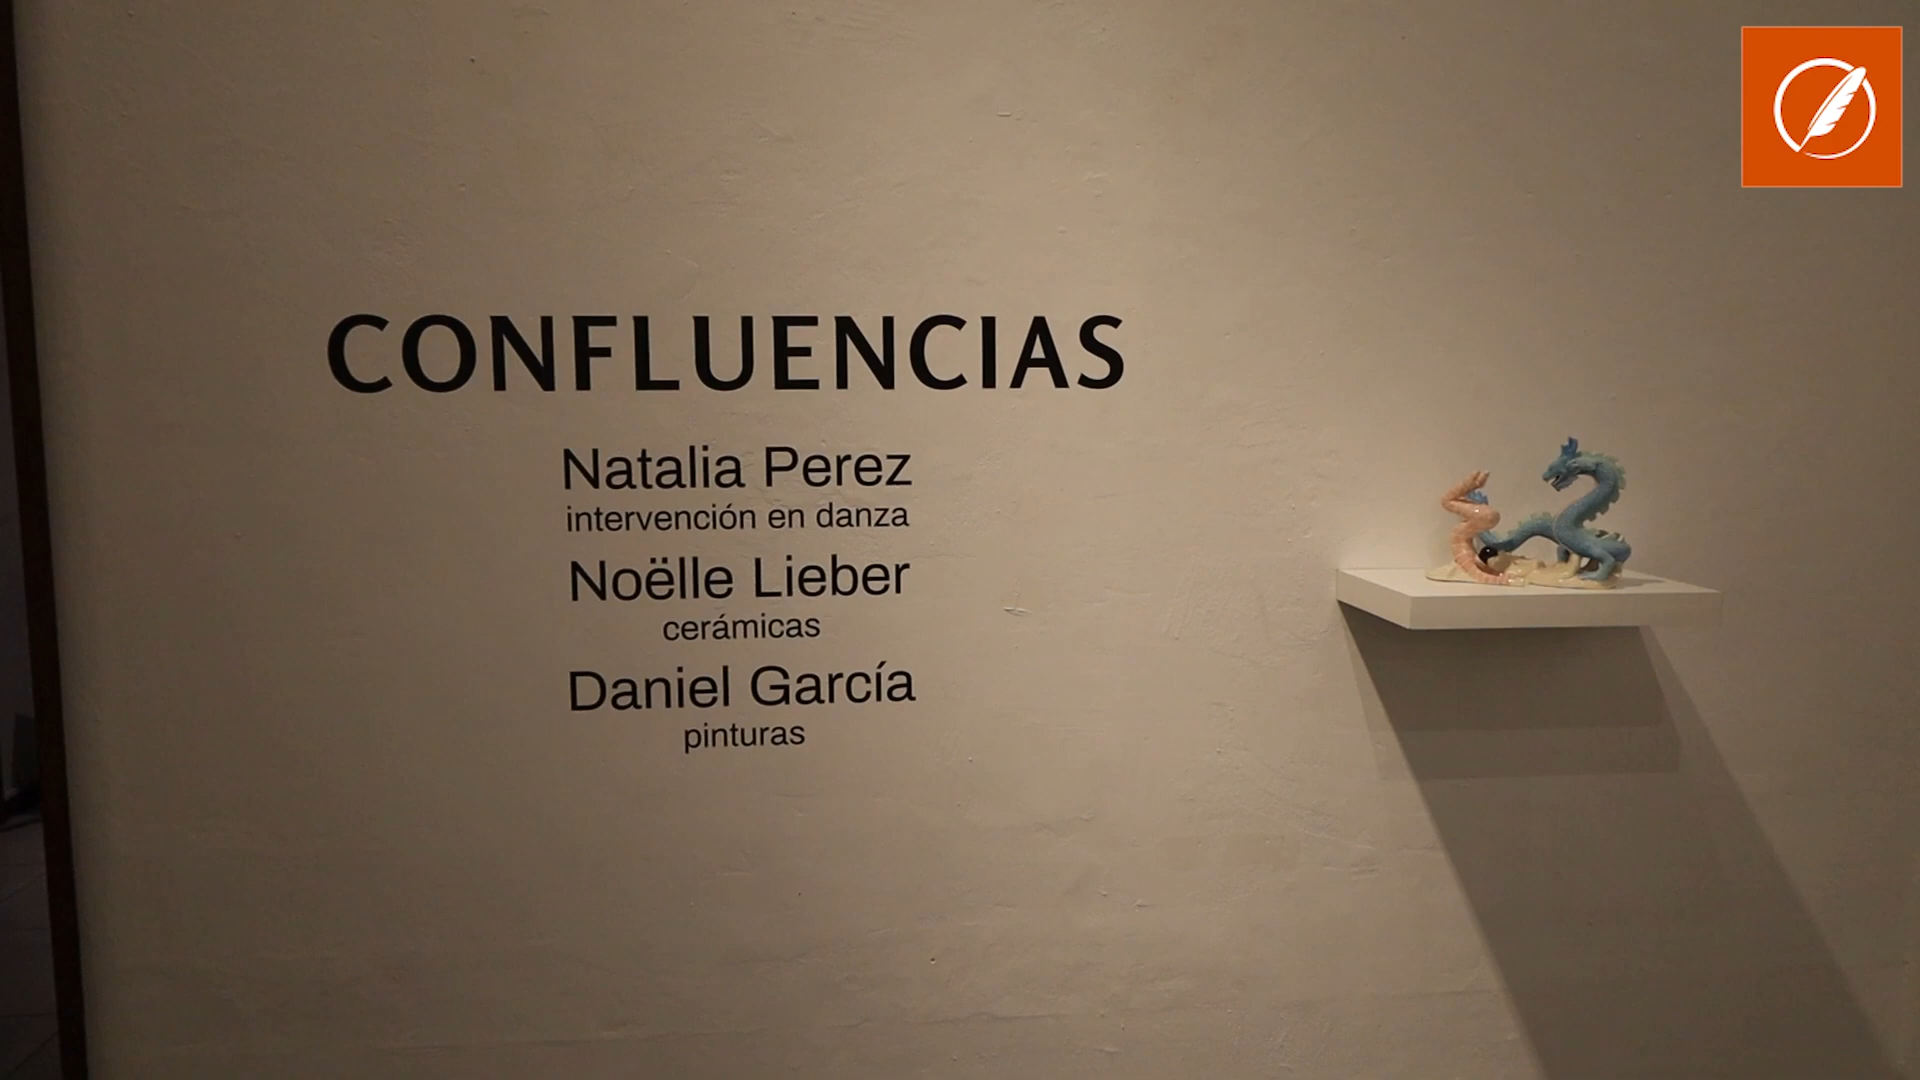 CONFLUENCIAS
Natalia Perez
intervención en danza
Noëlle Lieber
cerámicas
Daniel García
pinturas